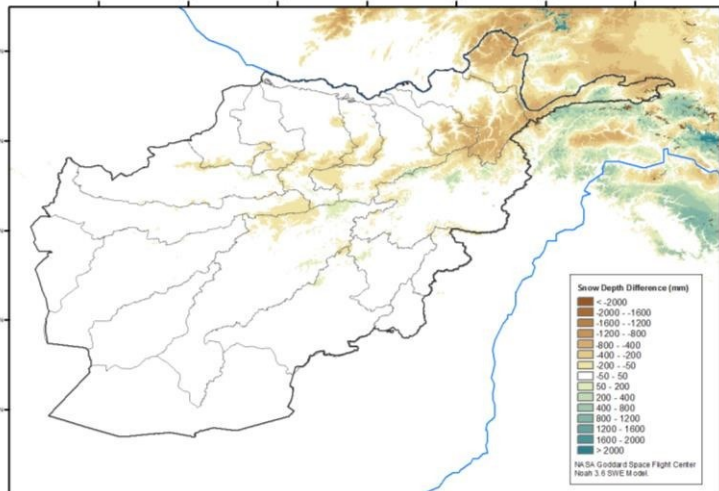 Snow Depth Difference (mm)
< -2000
-2000 - -1600
-1600 - -1200
-1200 - -800
-800 - -400
-400 - -200
-200 - -50
-50 - 50
50 - 200
200 - 400
400 - 800
800 - 1200
1200 - 1600
1600 - 2000
> 2000
NASA Goddard Space Flight Center
Noah 3.6 SWE Model.